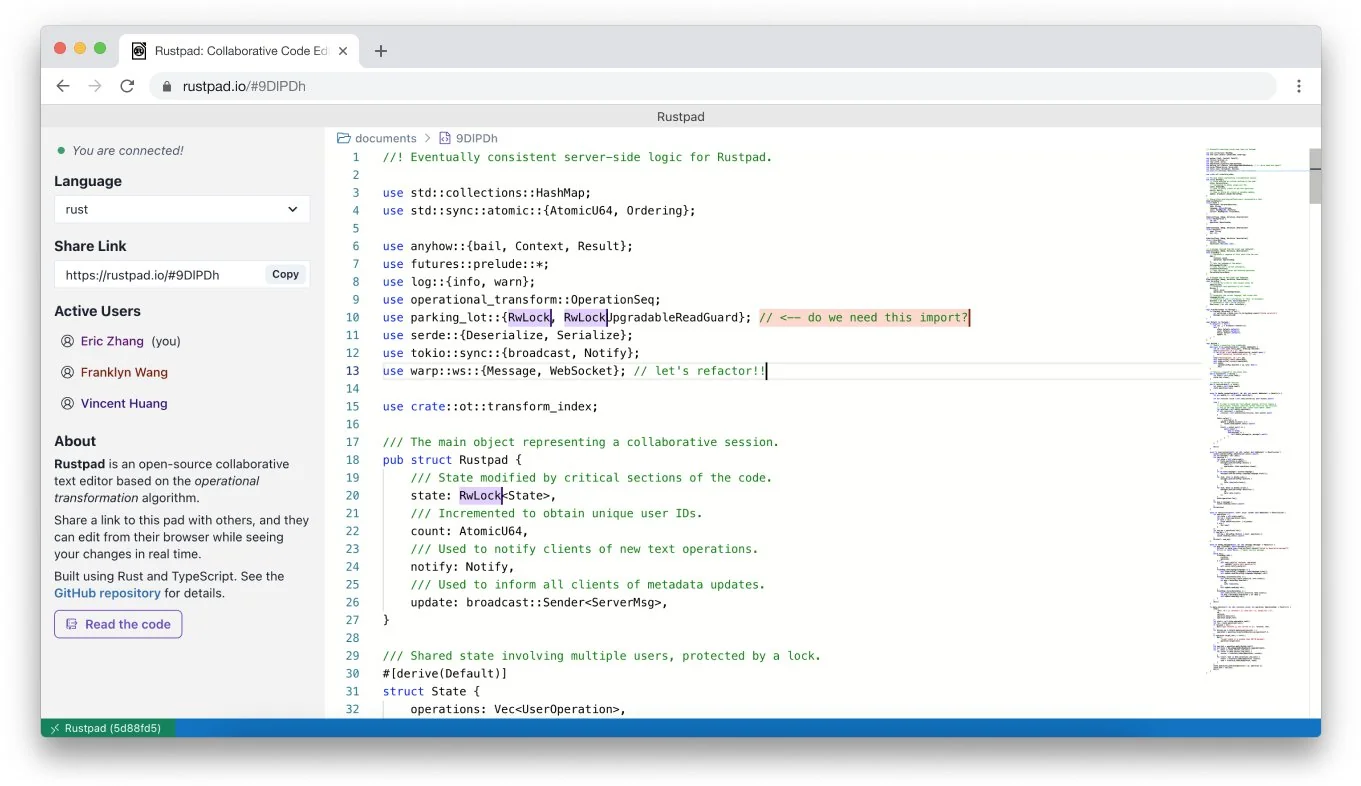 Rustpad: Collaborative Code Ed
rustpad.io/#9DIPDh
Rustpad
You are connected!
Language
rust
Share Link
https://rustpad.io/#9DIPDh
Copy
Active Users
Eric Zhang (you)
Franklyn Wang
Vincent Huang
About
Rustpad is an open-source collaborative
text editor based on the operational
transformation algorithm.
Share a link to this pad with others, and they
can edit from their browser while seeing
your changes in real time.
Built using Rust and TypeScript. See the
GitHub repository for details.
Read the code
documents > 9DIPDh
1 //! Eventually consistent server-side logic for Rustpad.
2
3 use std::collections::HashMap;
4 use std::sync::atomic::{AtomicU64, Ordering};
5
6 use anyhow::{bail, Context, Result};
7 use futures::prelude::*;
8 use log::{info, warn};
9 use operational_transform::OperationSeq;
10 use parking_lot::{RwLock, RwLockUpgradableReadGuard}; // <-- do we need this import?
11 use serde::{Deserialize, Serialize};
12 use tokio::sync::{broadcast, Notify};
13 use warp::ws::{Message, WebSocket}; // let's refactor!!
14
15 use crate::ot::transform_index;
16
17 /// The main object representing a collaborative session.
18 pub struct Rustpad {
19 /// State modified by critical sections of the code.
20 state: RwLock<State>,
21 /// Incremented to obtain unique user IDs.
22 count: AtomicU64,
23 /// Used to notify clients of new text operations.
24 notify: Notify,
25 /// Used to inform all clients of metadata updates.
26 update: broadcast::Sender<ServerMsg>,
27 }
28
29 /// Shared state involving multiple users, protected by a lock.
30 #[derive(Default)]
31 struct State {
32 operations: Vec<UserOperation>,
Rustpad (5d88fd5)